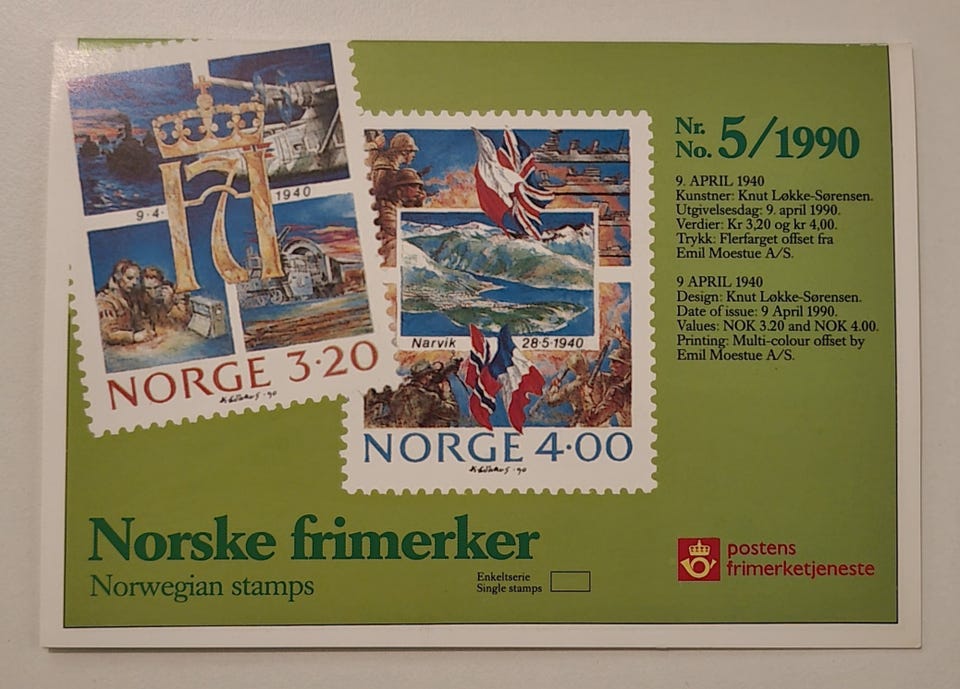 9·4·
1940
NORGE 3·20
Narvik
28·5·1940
NORGE 4·00
Nr.
No. 5/1990
9. APRIL 1940
Kunstner: Knut Løkke-Sørensen.
Utgivelsesdag: 9. april 1990.
Verdier: Kr 3,20 og kr 4,00.
Trykk: Flerfarget offset fra
Emil Moestue A/S.
9 APRIL 1940
Design: Knut Løkke-Sørensen.
Date of issue: 9 April 1990.
Values: NOK 3.20 and NOK 4.00.
Printing: Multi-colour offset by
Emil Moestue A/S.
Norske frimerker
Norwegian stamps
Enkeltserie
Single stamps
postens
frimerketjeneste